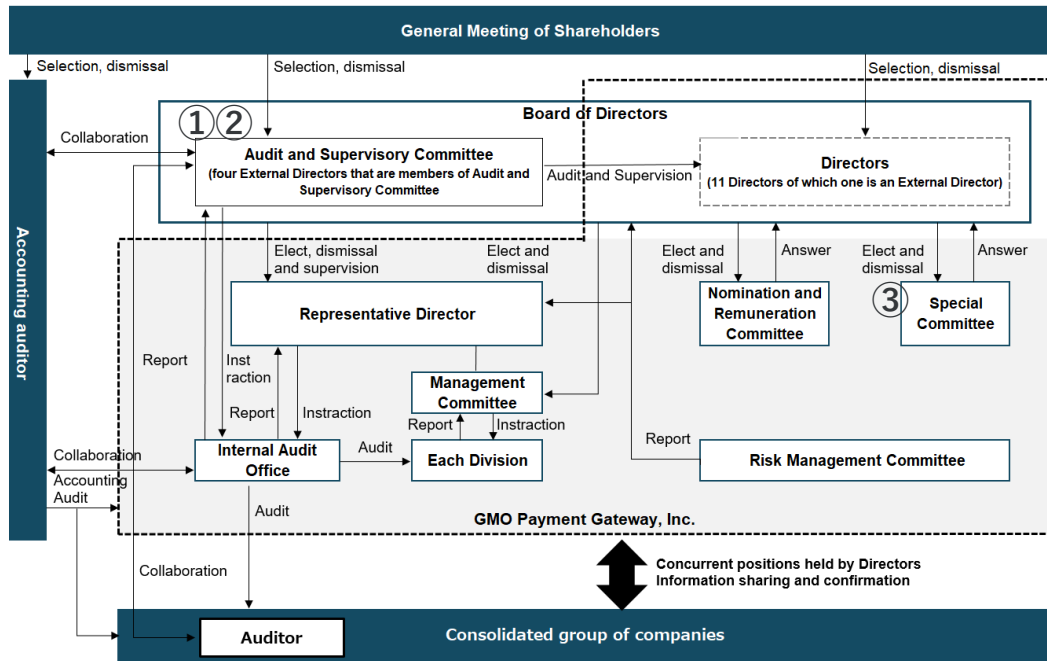 General Meeting of Shareholders
Selection, dismissal
Selection, dismissal
Selection, dismissal
Board of Directors
① ②
Collaboration
Audit and Supervisory Committee
(four External Directors that are members of Audit and
Supervisory Committee
Audit and Supervision
Directors
(11 Directors of which one is an External Director)
Accounting auditor
Elect, dismissal
and supervision
Elect and
dismissal
Elect and
dismissal
Answer
Elect and
dismissal
Answer
Representative Director
Nomination and
Remuneration
Committee
③
Special
Committee
Report
Inst
raction
Report
Instraction
Management
Committee
Report
Instraction
Collaboration
Internal Audit
Office
Audit
Each Division
Report
Risk Management Committee
Accounting
Audit
Audit
GMO Payment Gateway, Inc.
Collaboration
Concurrent positions held by Directors
Information sharing and confirmation
Auditor
Consolidated group of companies